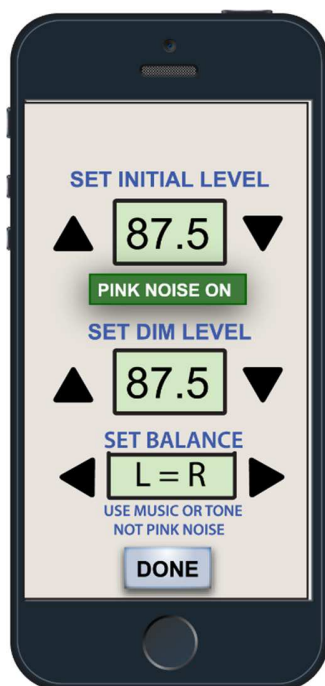 SET INITIAL LEVEL
87.5
PINK NOISE ON
SET DIM LEVEL
87.5
SET BALANCE
L = R
USE MUSIC OR TONE
NOT PINK NOISE
DONE